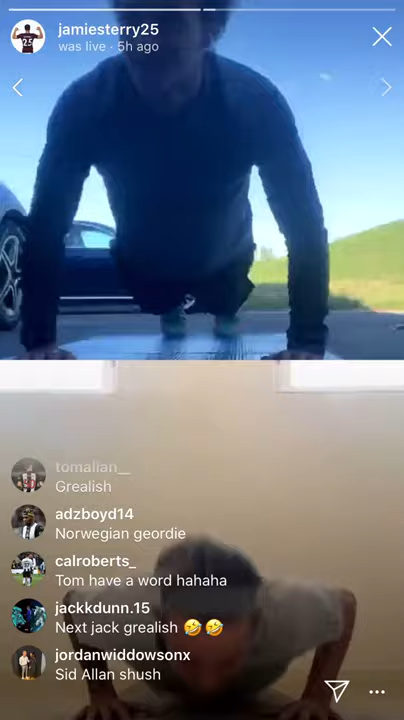 jamiesterry25
was live · 5h ago
tomallan__
Grealish
adzboyd14
Norwegian geordie
calroberts_
Tom have a word hahaha
jackkdunn.15
Next jack grealish 🤣🤣
jordanwiddowsonx
Sid Allan shush